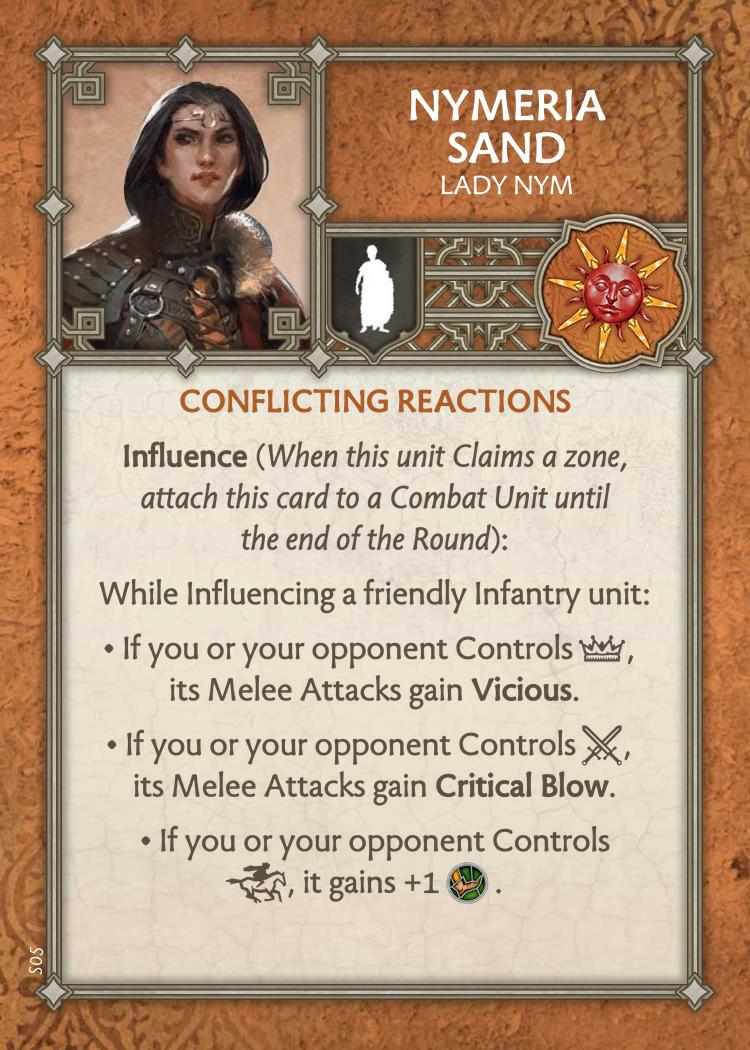 NYMERIA
SAND
LADY NYM
CONFLICTING REACTIONS
Influence (When this unit Claims a zone,
attach this card to a Combat Unit until
the end of the Round):
While Influencing a friendly Infantry unit:
• If you or your opponent Controls ,
its Melee Attacks gain Vicious.
• If you or your opponent Controls ,
its Melee Attacks gain Critical Blow.
• If you or your opponent Controls
, it gains +1 .
S05